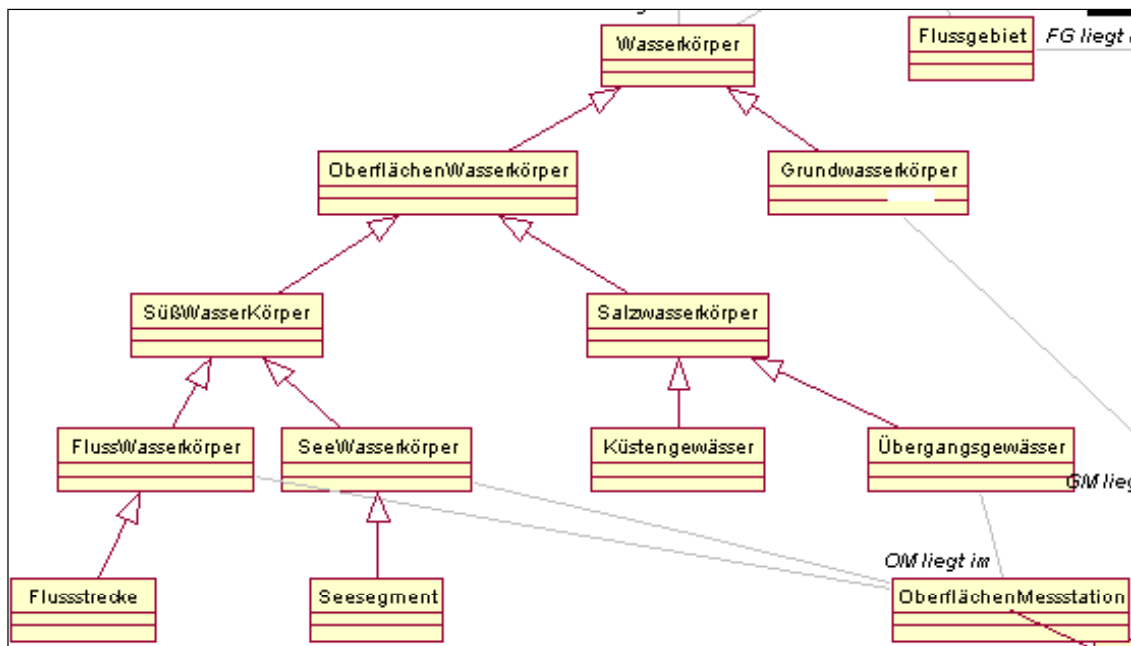 Wasserkörper
Flussgebiet
FG liegt
OberflächenWasserkörper
Grundwasserkörper
SüßWasserKörper
Salzwasserkörper
FlussWasserkörper
SeeWasserkörper
Küstengewässer
Übergangsgewässer
GM lieg
OM liegt im
Flussstrecke
Seesegment
OberflächenMessstation